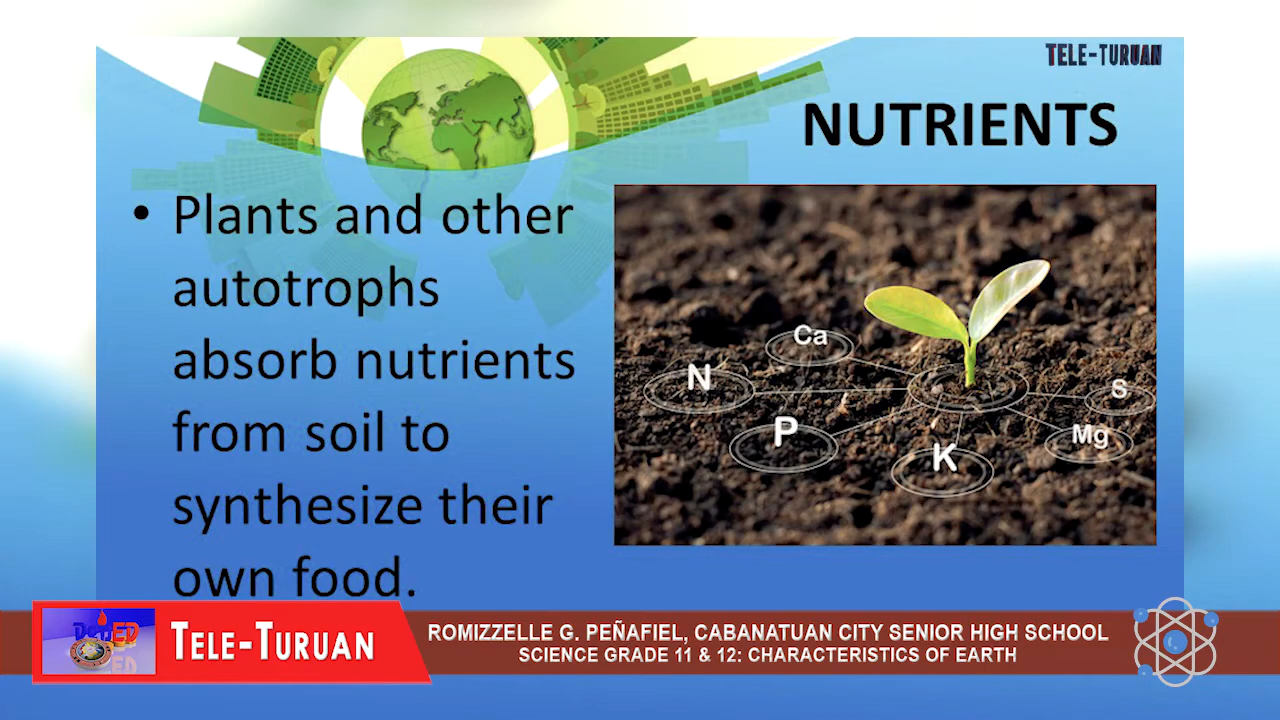 TELE-TURUAN
NUTRIENTS
• Plants and other
autotrophs
absorb nutrients
from soil to
synthesize their
own food.
Ca
N
S
P
Mg
K
DepED
TELE-TURUAN
ROMIZZELLE G. PEÑAFIEL, CABANATUAN CITY SENIOR HIGH SCHOOL
SCIENCE GRADE 11 & 12: CHARACTERISTICS OF EARTH